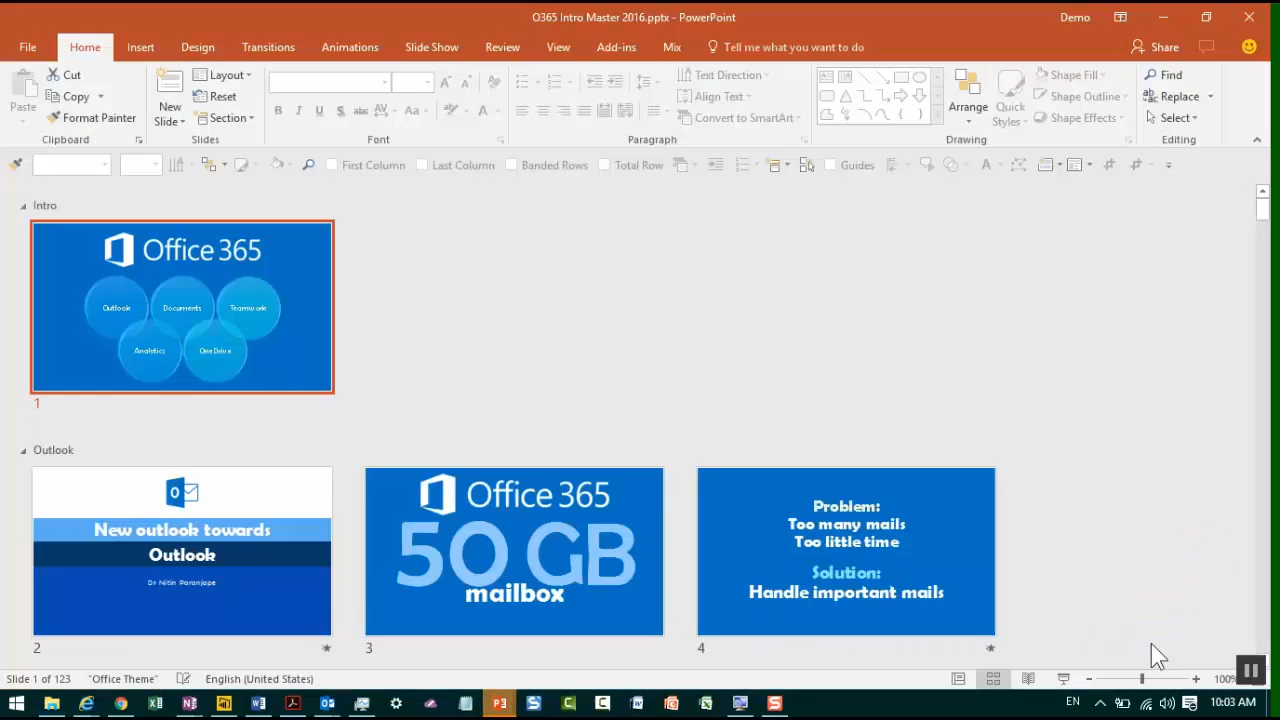 O365 Intro Master 2016.pptx - PowerPoint
Demo
File Home Insert Design Transitions Animations Slide Show Review View Add-ins Mix Tell me what you want to do Share
Paste
Cut
Copy
Format Painter
Clipboard
New Slide
Layout
Reset
Section
Slides
B I U S abc AV Aa A
Font
Text Direction
Align Text
Convert to SmartArt
Paragraph
Arrange
Quick Styles
Shape Fill
Shape Outline
Shape Effects
Drawing
Find
Replace
Select
Editing
First Column Last Column Banded Rows Total Row Guides
Intro
Office 365
Outlook Documents Teamwork
Analytics OneDrive
1
Outlook
New outlook towards
Outlook
Dr Nitin Paranjape
2
Office 365
50 GB
mailbox
3
Problem:
Too many mails
Too little time
Solution:
Handle important mails
4
Slide 1 of 123 "Office Theme" English (United States) 100%
EN 10:03 AM